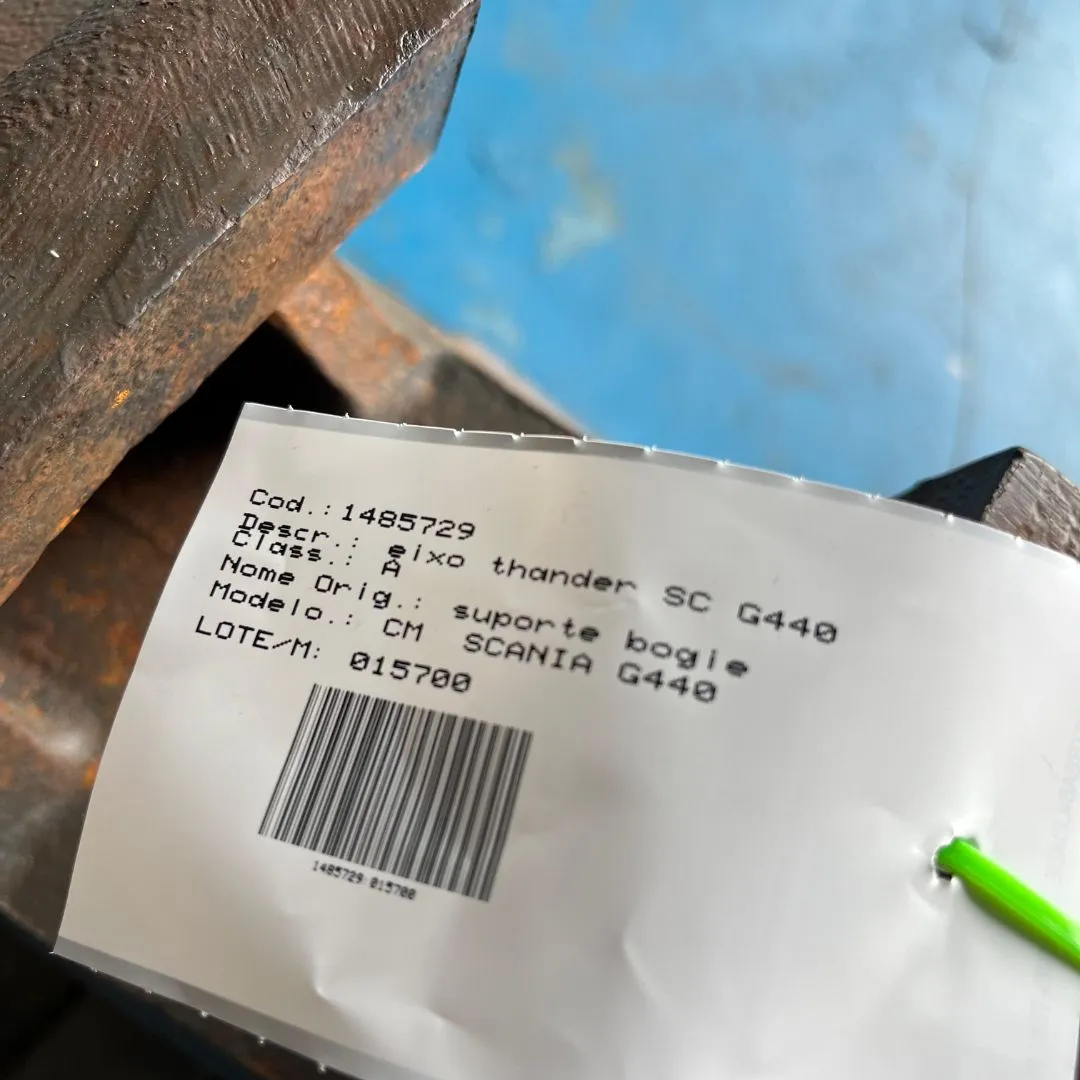 Cod.:1485729
Descr.: eixo thander SC G440
Class.: A
Nome Orig.: suporte bogie
Modelo.: CM SCANIA G440
LOTE/M: 015700
1485729 015700